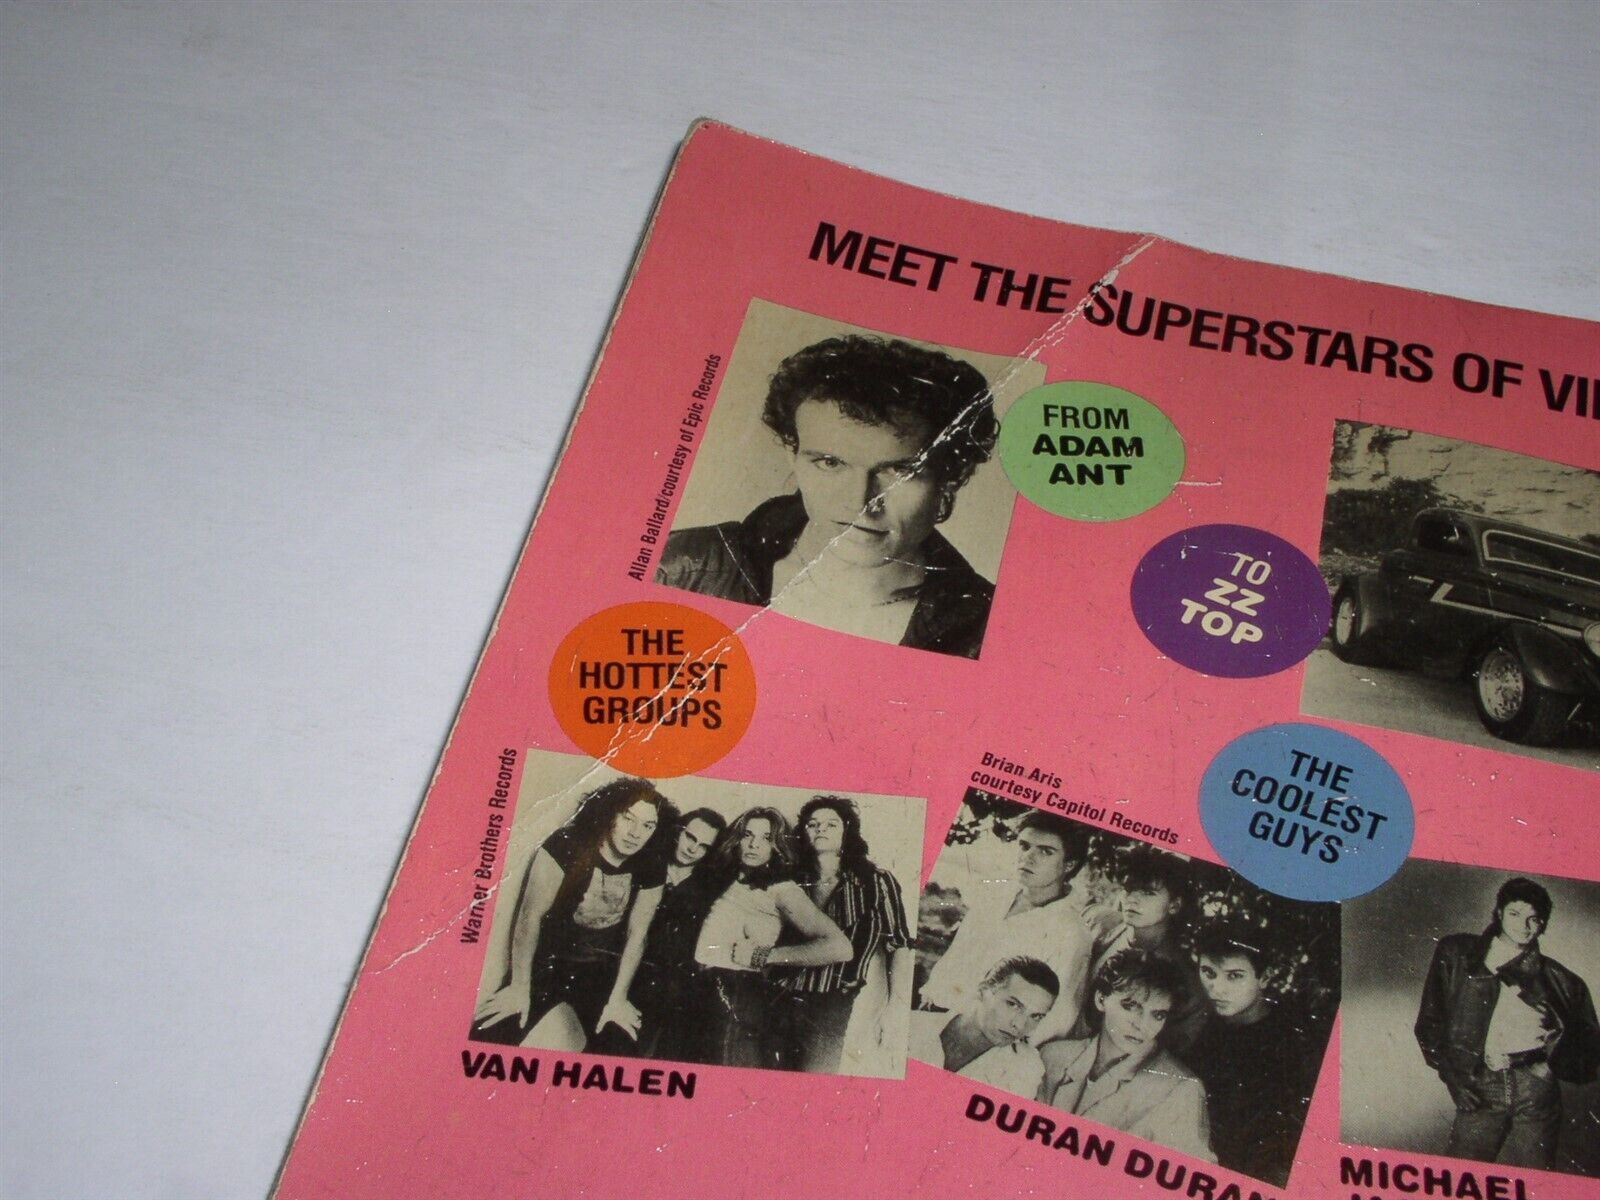 MEET THE SUPERSTARS OF
Allan Ballard/courtesy of Epic Records
FROM
ADAM
ANT
TO
ZZ
TOP
THE
HOTTEST
GROUPS
Warner Brothers Records
VAN HALEN
Brian Aris
courtesy Capitol Records
DURAN DURAN
THE
COOLEST
GUYS
MICHAEL